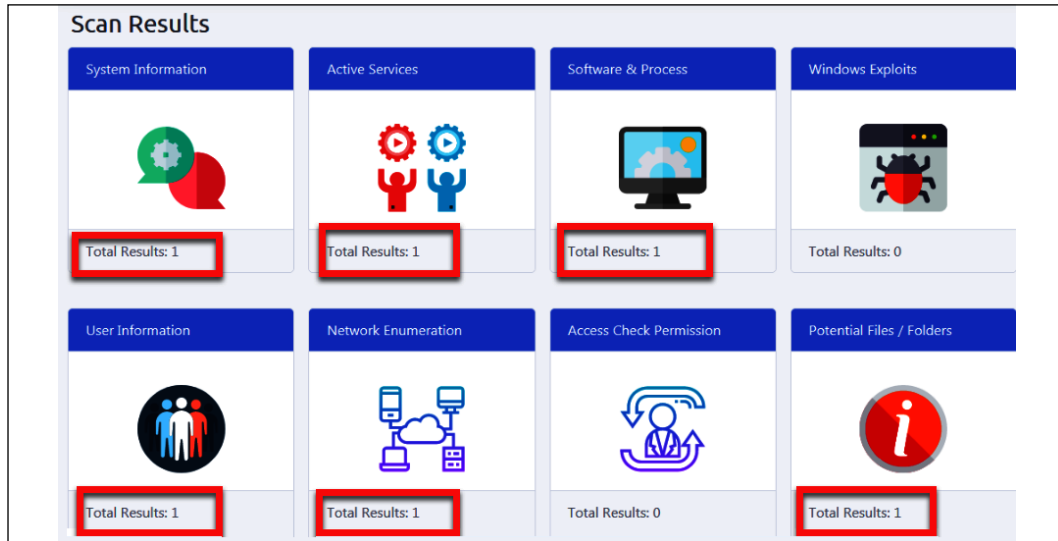 Scan Results
System Information
Active Services
Software & Process
Windows Exploits
Total Results: 1
Total Results: 1
Total Results: 1
Total Results: 0
User Information
Network Enumeration
Access Check Permission
Potential Files / Folders
Total Results: 1
Total Results: 1
Total Results: 0
Total Results: 1